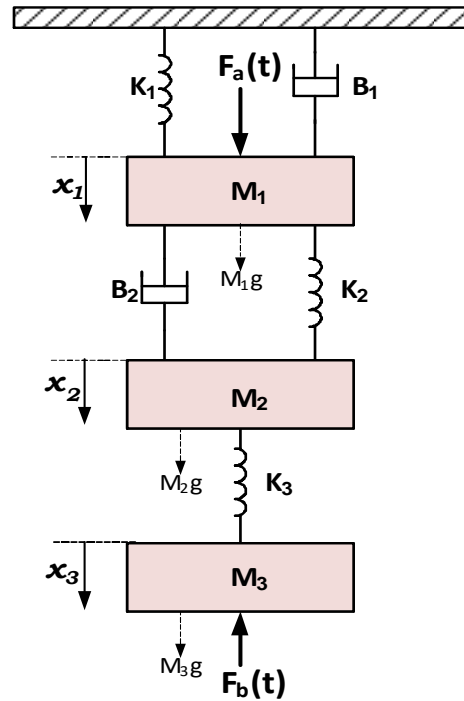 K₁
Fₐ(t)
B₁
x₁
M₁
M₁g
B₂
K₂
x₂
M₂
M₂g
K₃
x₃
M₃
M₃g
F_b(t)